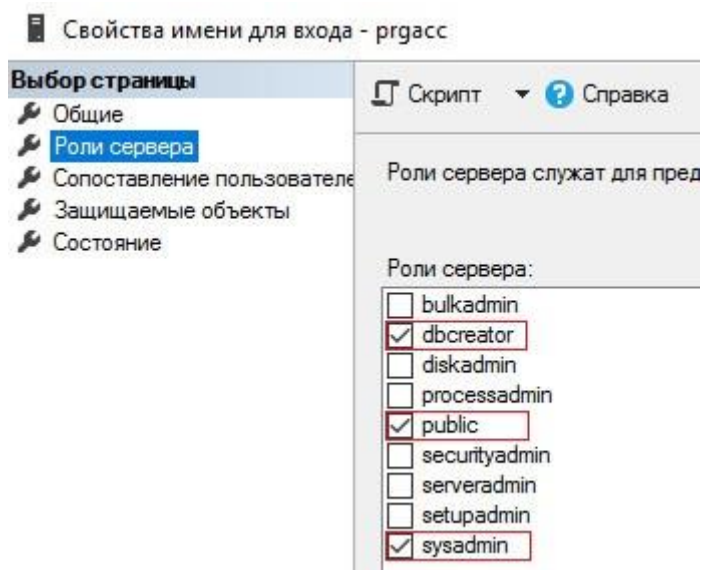 Свойства имени для входа - prgacc
Выбор страницы
Общие
Роли сервера
Сопоставление пользователе
Защищаемые объекты
Состояние
Скрипт
Справка
Роли сервера служат для пред
Роли сервера:
bulkadmin
dbcreator
diskadmin
processadmin
public
securityadmin
serveradmin
setupadmin
sysadmin